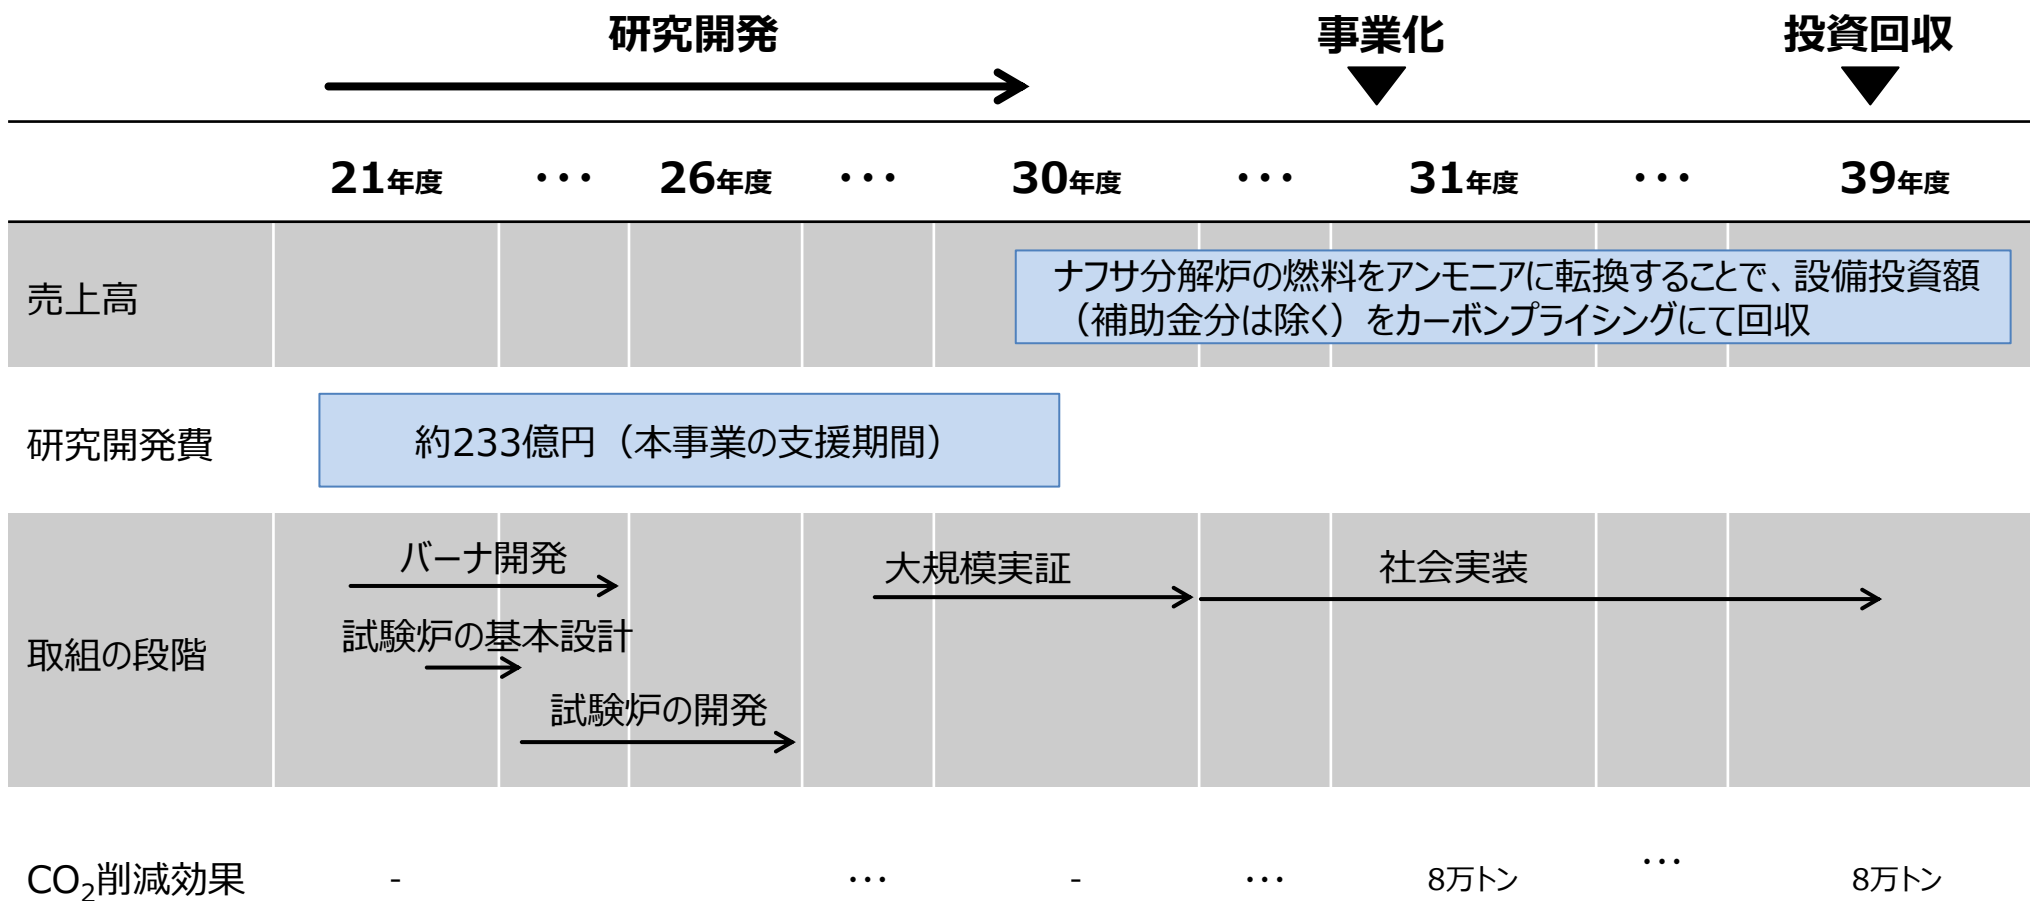 研究開発 事業化 投資回収
21年度 ・・・ 26年度 ・・・ 30年度 ・・・ 31年度 ・・・ 39年度
売上高
ナフサ分解炉の燃料をアンモニアに転換することで、設備投資額
（補助金分は除く）をカーボンプライシングにて回収
研究開発費
約233億円（本事業の支援期間）
取組の段階
バーナ開発
大規模実証
社会実装
試験炉の基本設計
試験炉の開発
CO₂削減効果 - ・・・ - ・・・ 8万トン ・・・ 8万トン